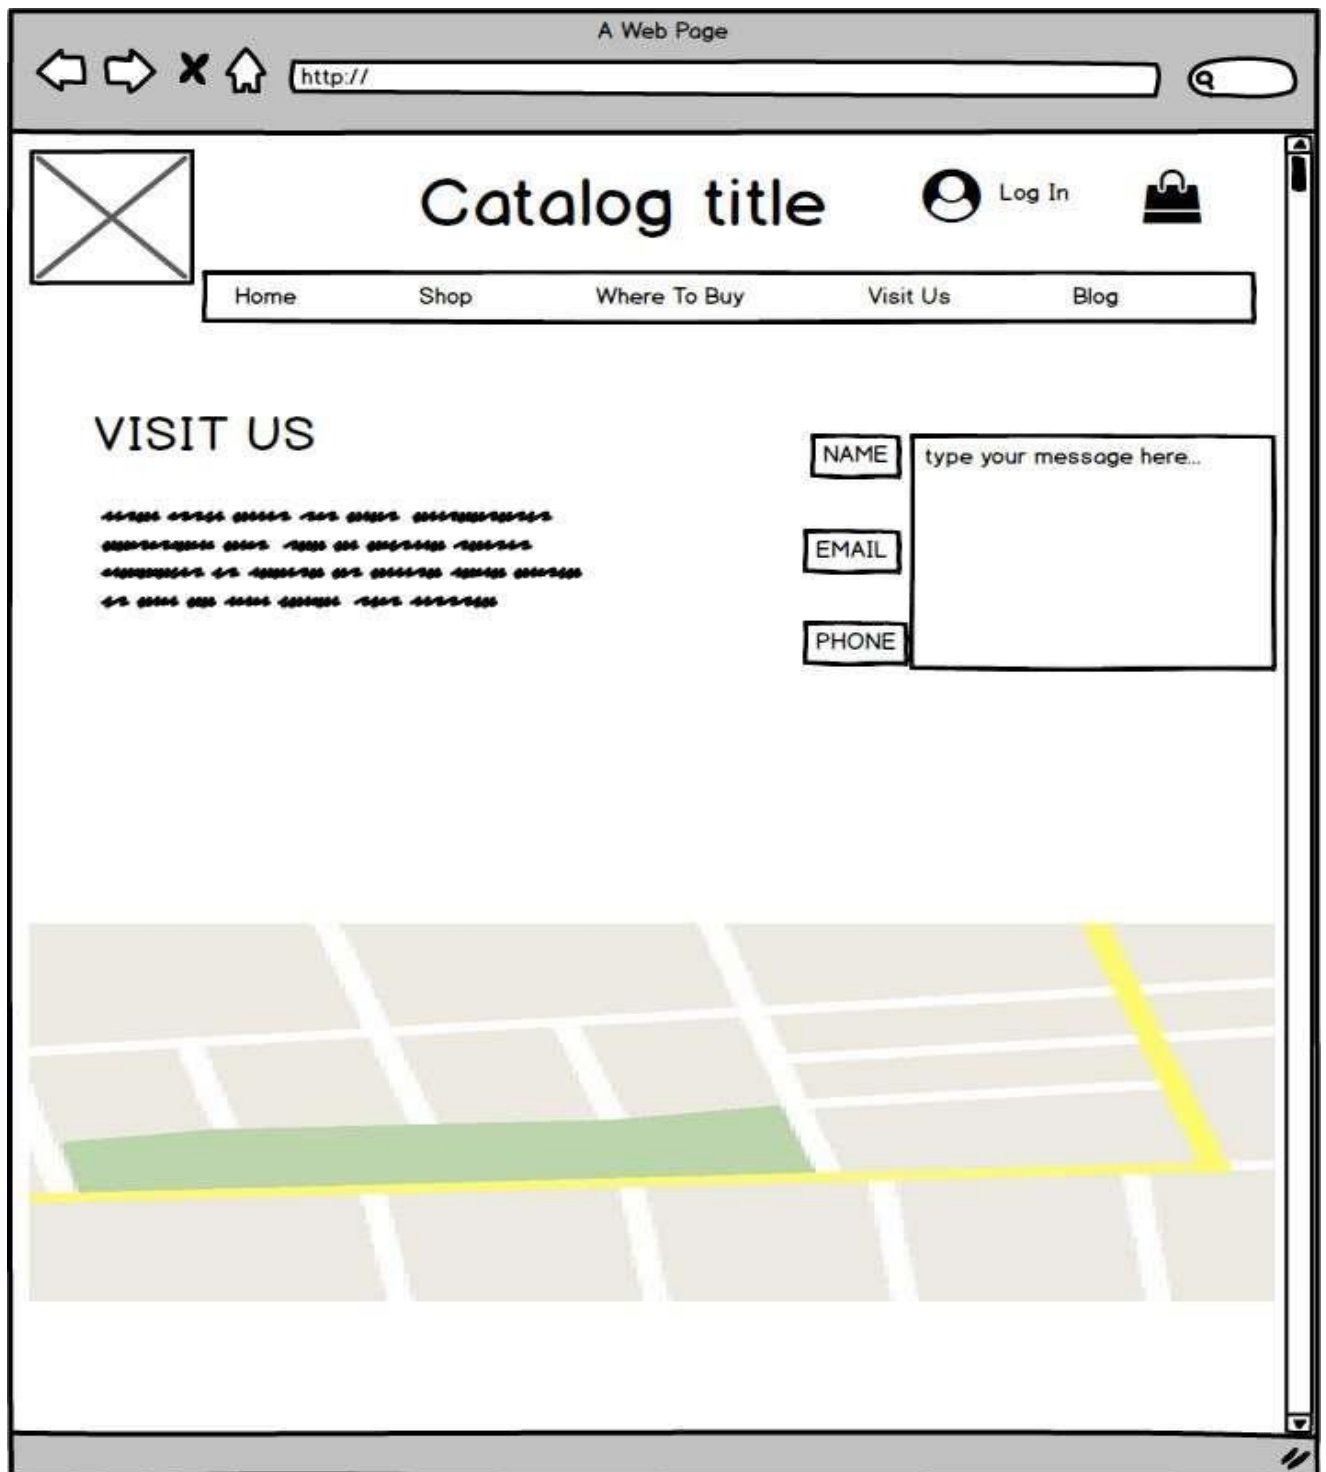 A Web Page
http://
Catalog title
Log In
Home Shop Where To Buy Visit Us Blog
VISIT US
NAME
type your message here...
EMAIL
PHONE